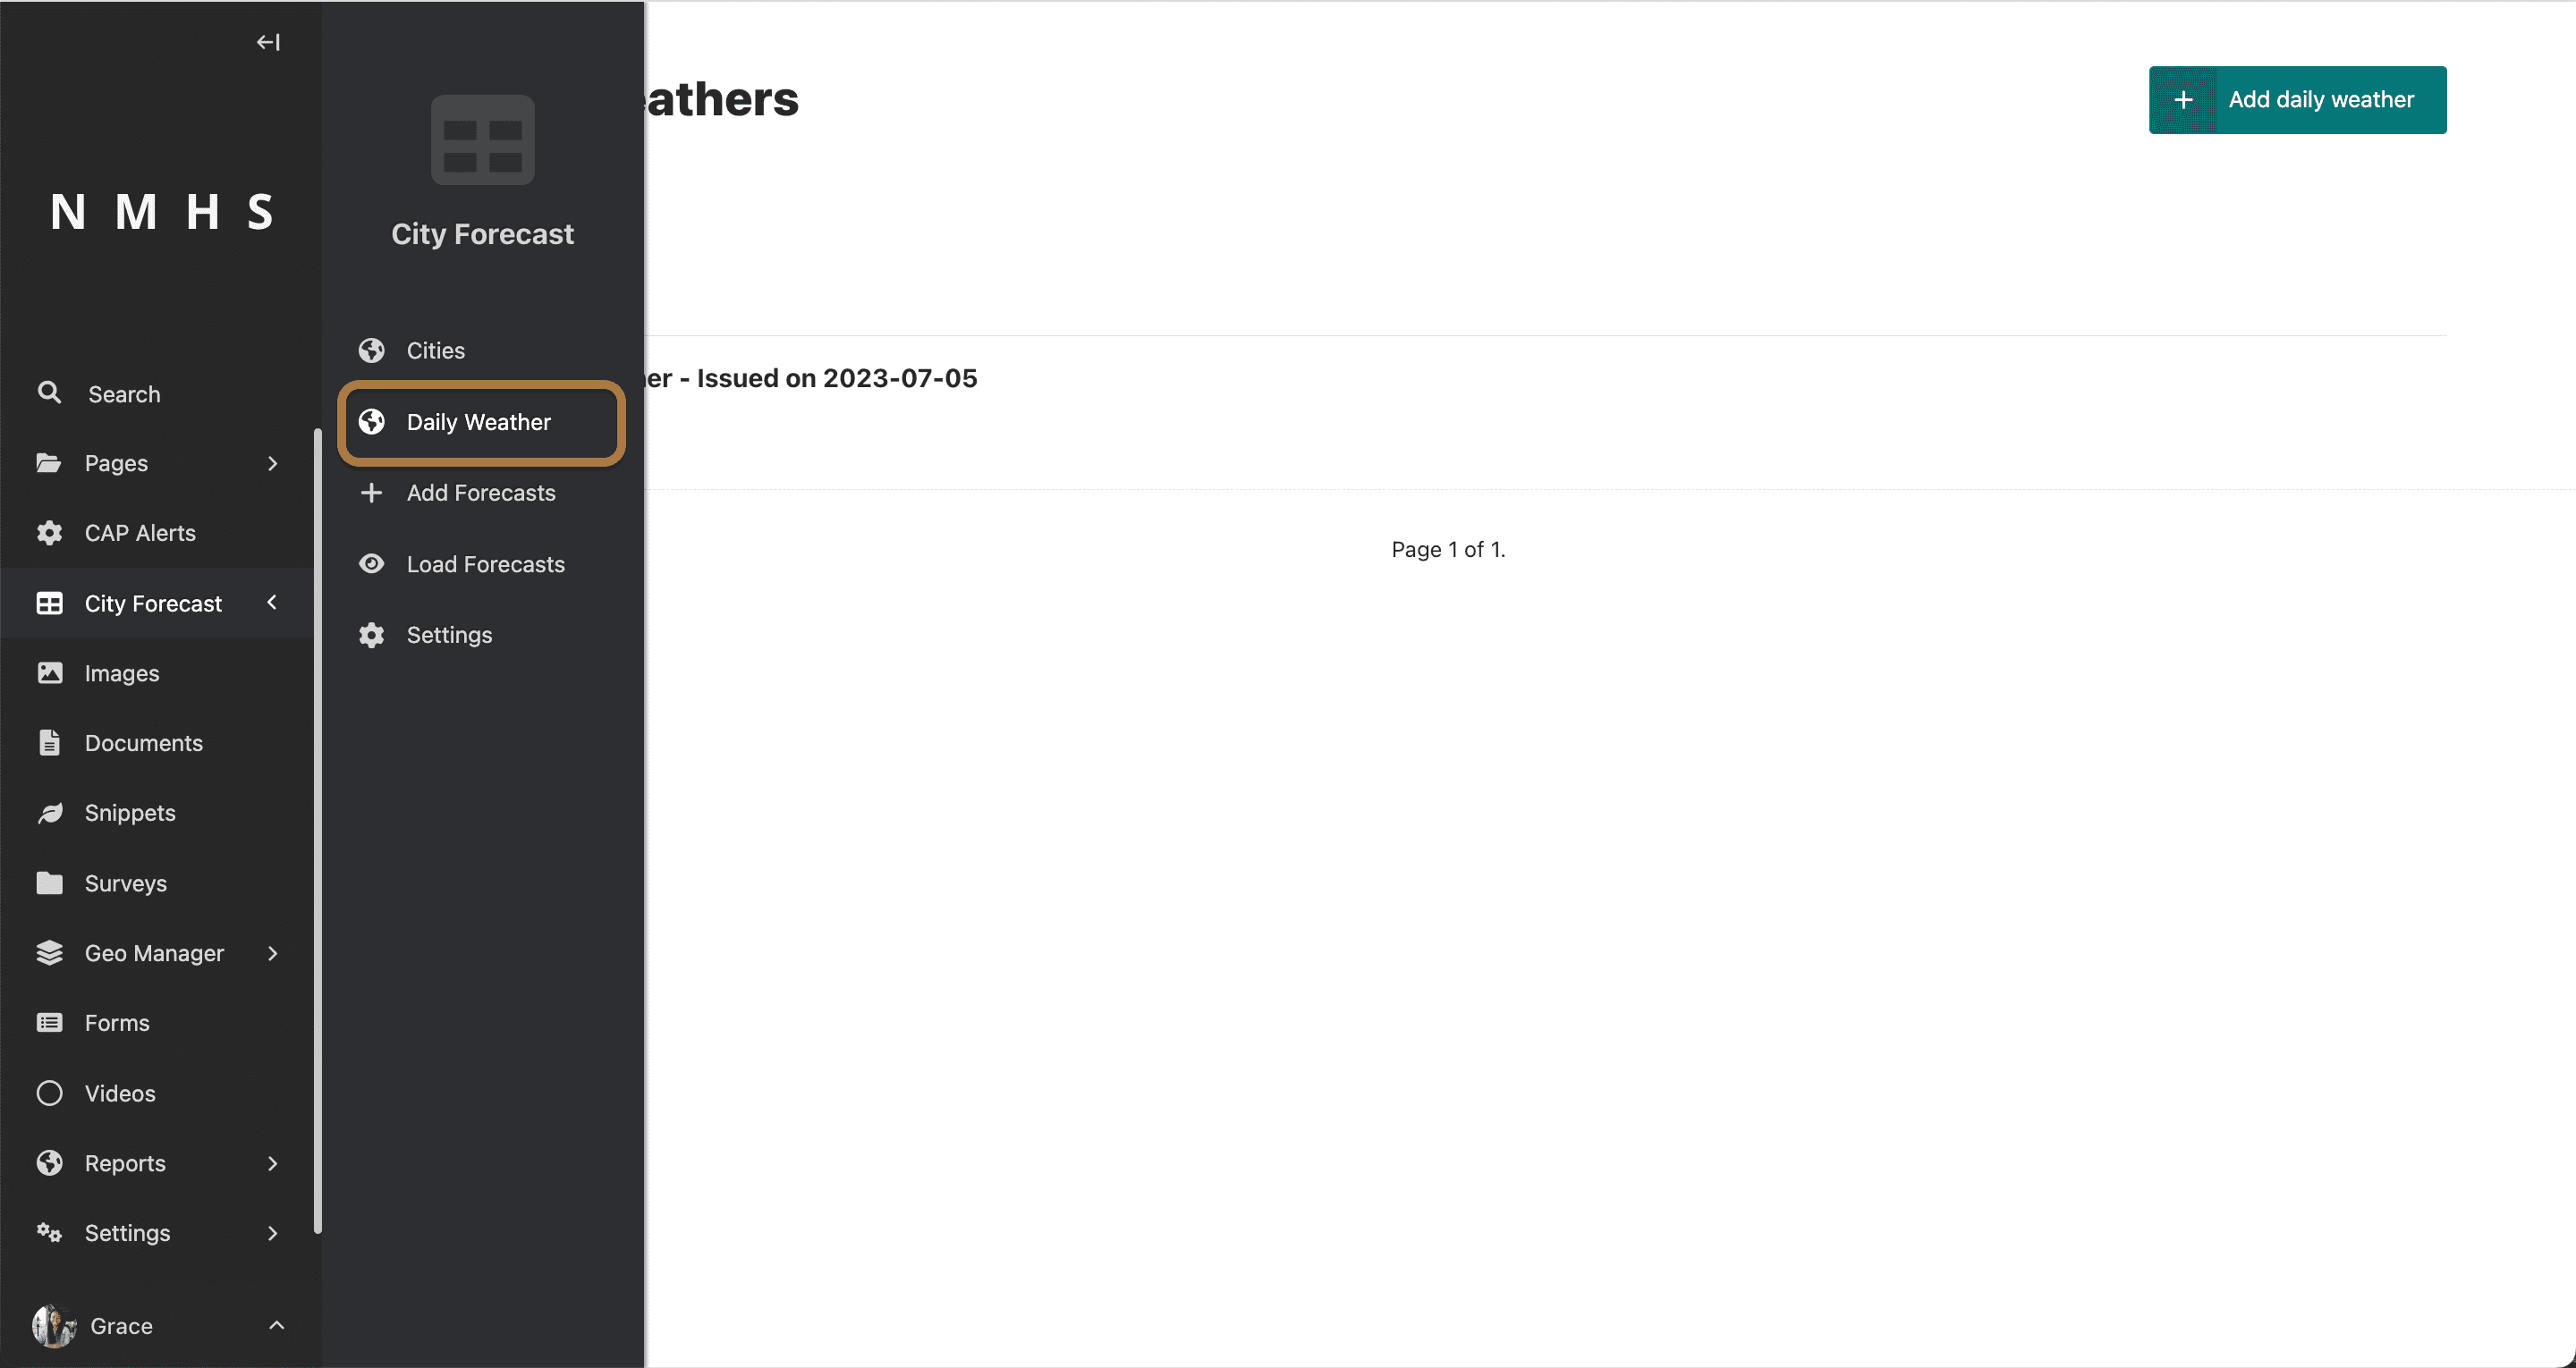 N M H S
Search
Pages
CAP Alerts
City Forecast
Images
Documents
Snippets
Surveys
Geo Manager
Forms
Videos
Reports
Settings
Grace
City Forecast
Cities
Daily Weather
Add Forecasts
Load Forecasts
Settings
eathers
Add daily weather
er - Issued on 2023-07-05
Page 1 of 1.